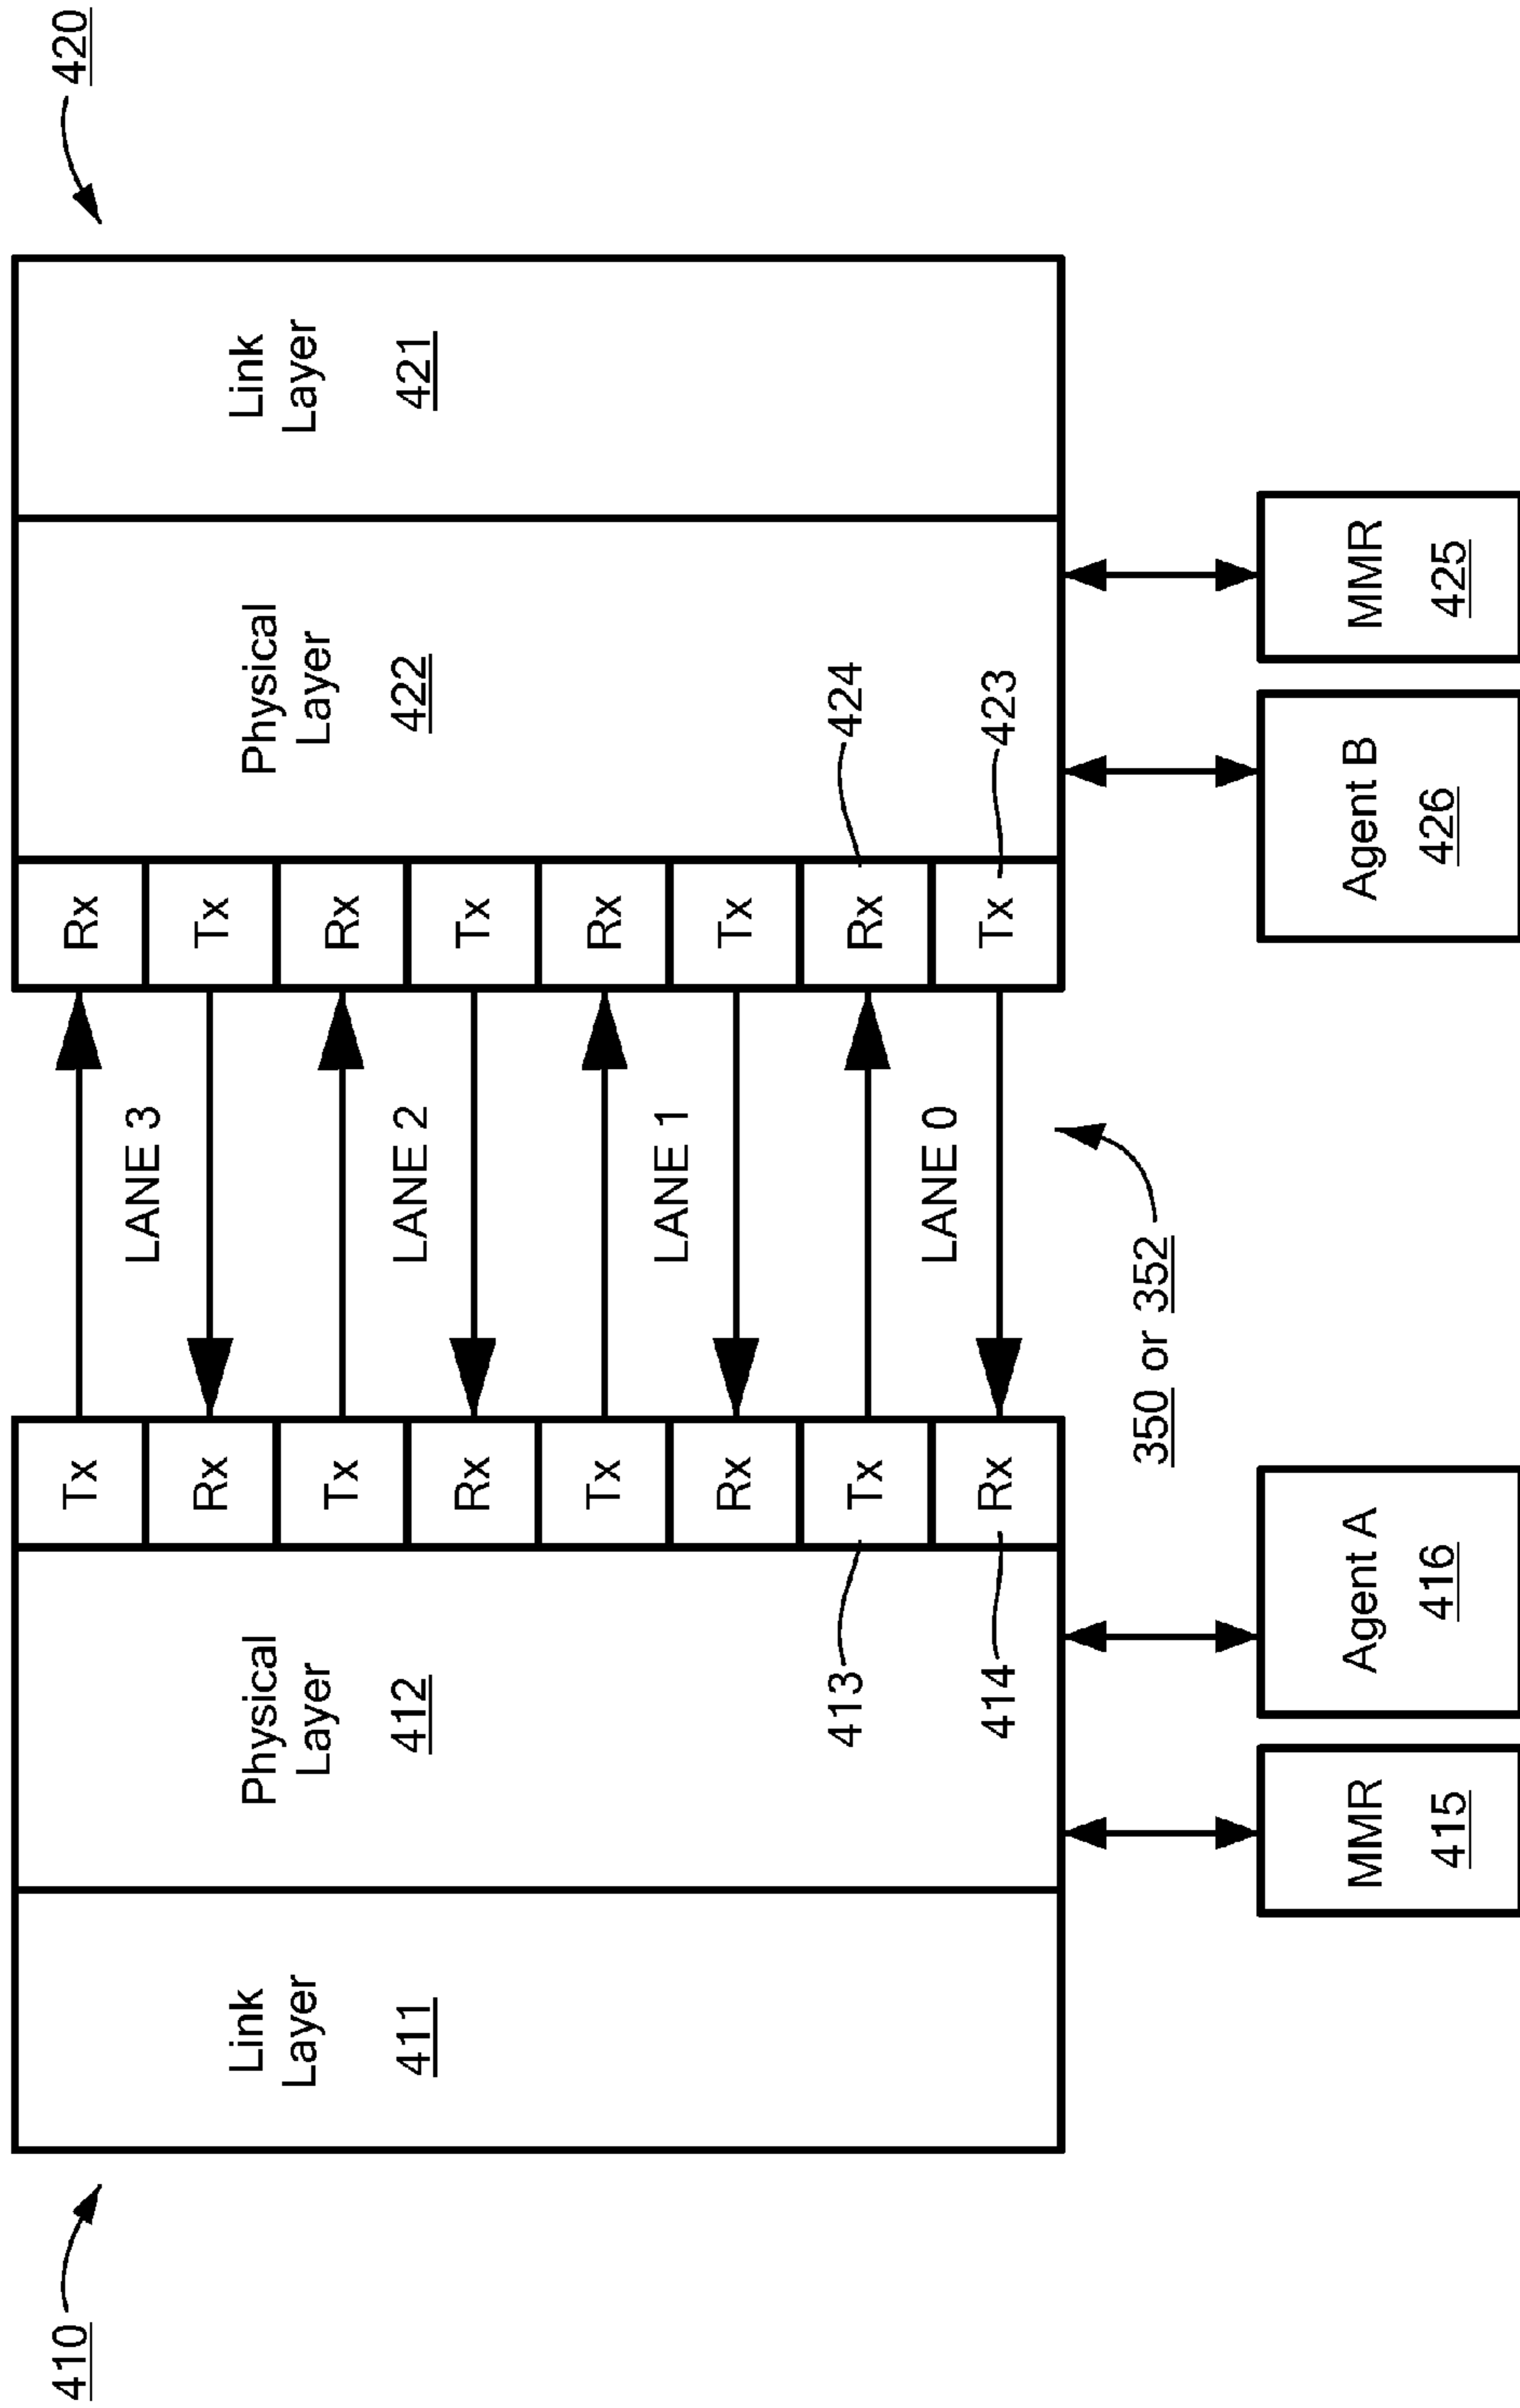 410
420
Link
Layer
411
Physical
Layer
412
Tx
Rx
Tx
Rx
Tx
Rx
Tx
Rx
413
414
LANE 3
LANE 2
LANE 1
LANE 0
350 or 352
Rx
Tx
Rx
Tx
Rx
Tx
Rx
Tx
424
423
Physical
Layer
422
Link
Layer
421
MMR
415
Agent A
416
Agent B
426
MMR
425